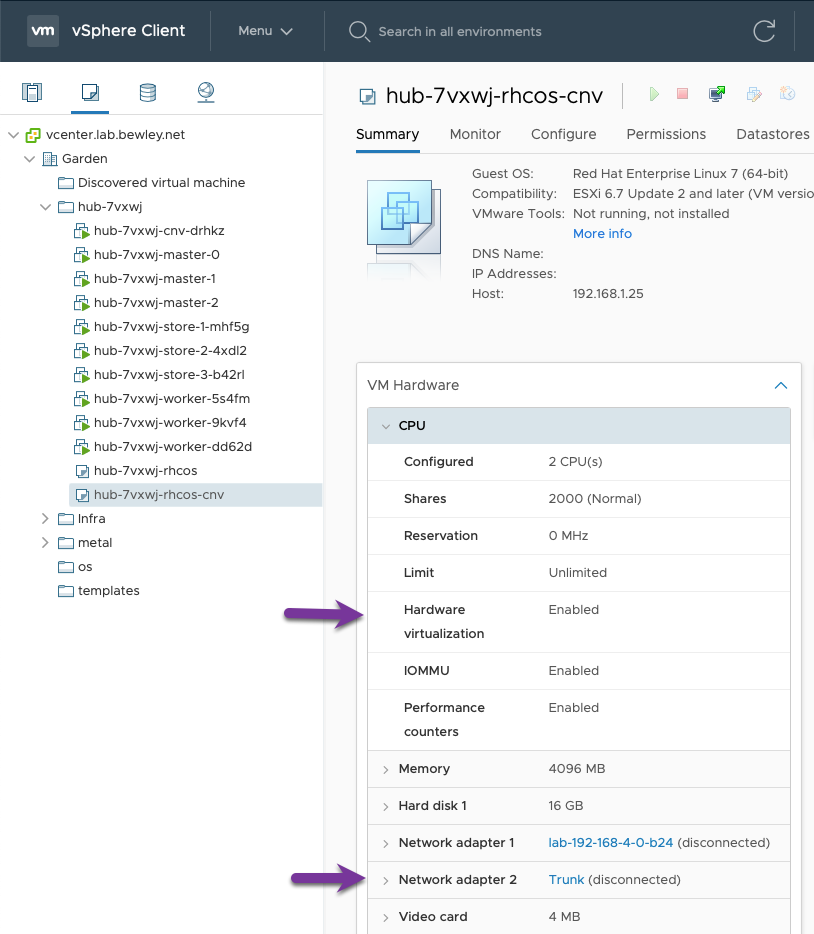 vm vSphere Client Menu Search in all environments
vcenter.lab.bewley.net
Garden
Discovered virtual machine
hub-7vxwj
hub-7vxwj-cnv-drhkz
hub-7vxwj-master-0
hub-7vxwj-master-1
hub-7vxwj-master-2
hub-7vxwj-store-1-mhf5g
hub-7vxwj-store-2-4xdl2
hub-7vxwj-store-3-b42rl
hub-7vxwj-worker-5s4fm
hub-7vxwj-worker-9kvf4
hub-7vxwj-worker-dd62d
hub-7vxwj-rhcos
hub-7vxwj-rhcos-cnv
Infra
metal
os
templates
hub-7vxwj-rhcos-cnv
Summary Monitor Configure Permissions Datastores
Guest OS: Red Hat Enterprise Linux 7 (64-bit)
Compatibility: ESXi 6.7 Update 2 and later (VM versio
VMware Tools: Not running, not installed
More info
DNS Name:
IP Addresses:
Host: 192.168.1.25
VM Hardware
CPU
Configured 2 CPU(s)
Shares 2000 (Normal)
Reservation 0 MHz
Limit Unlimited
Hardware Enabled
virtualization
IOMMU Enabled
Performance Enabled
counters
Memory 4096 MB
Hard disk 1 16 GB
Network adapter 1 lab-192-168-4-0-b24 (disconnected)
Network adapter 2 Trunk (disconnected)
Video card 4 MB